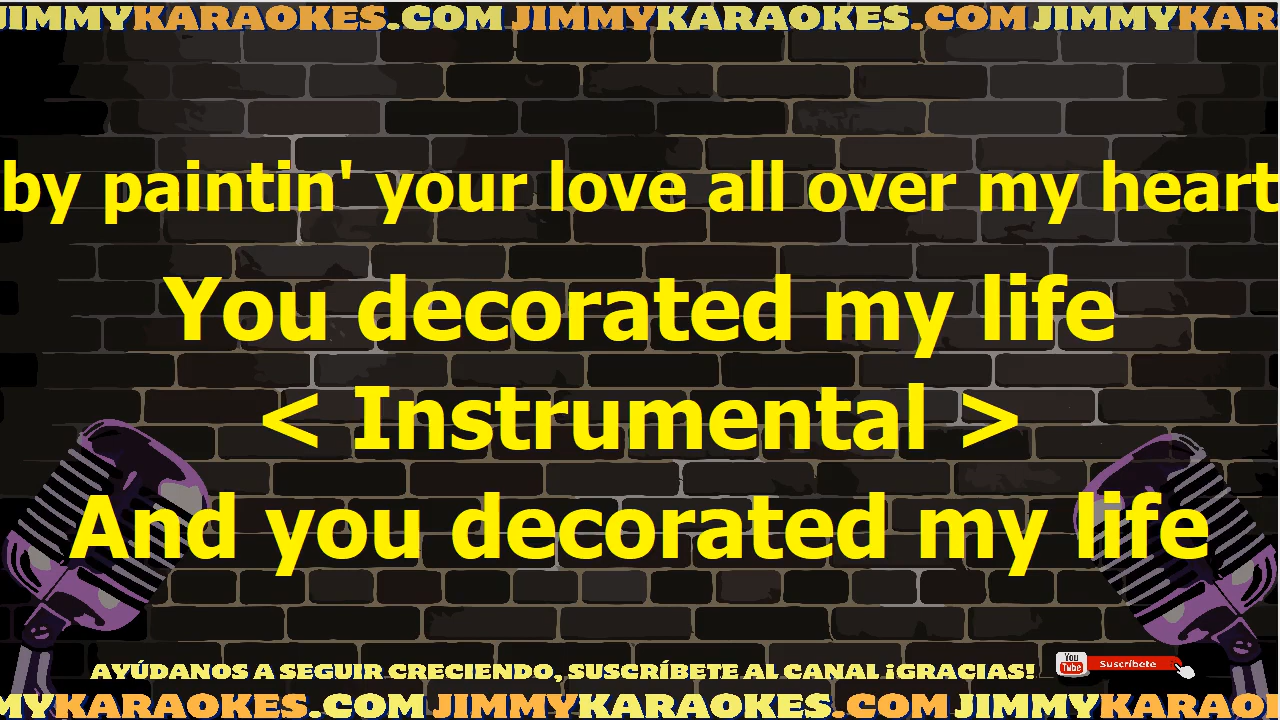 JIMMYKARAOKES.COM JIMMYKARAOKES.COM JIMMYKAR
by paintin' your love all over my heart
You decorated my life
< Instrumental >
And you decorated my life
AYÚDANOS A SEGUIR CRECIENDO, SUSCRÍBETE AL CANAL ¡GRACIAS!
You Tube Suscríbete
MYKARAOKES.COM JIMMYKARAOKES.COM JIMMYKARAO